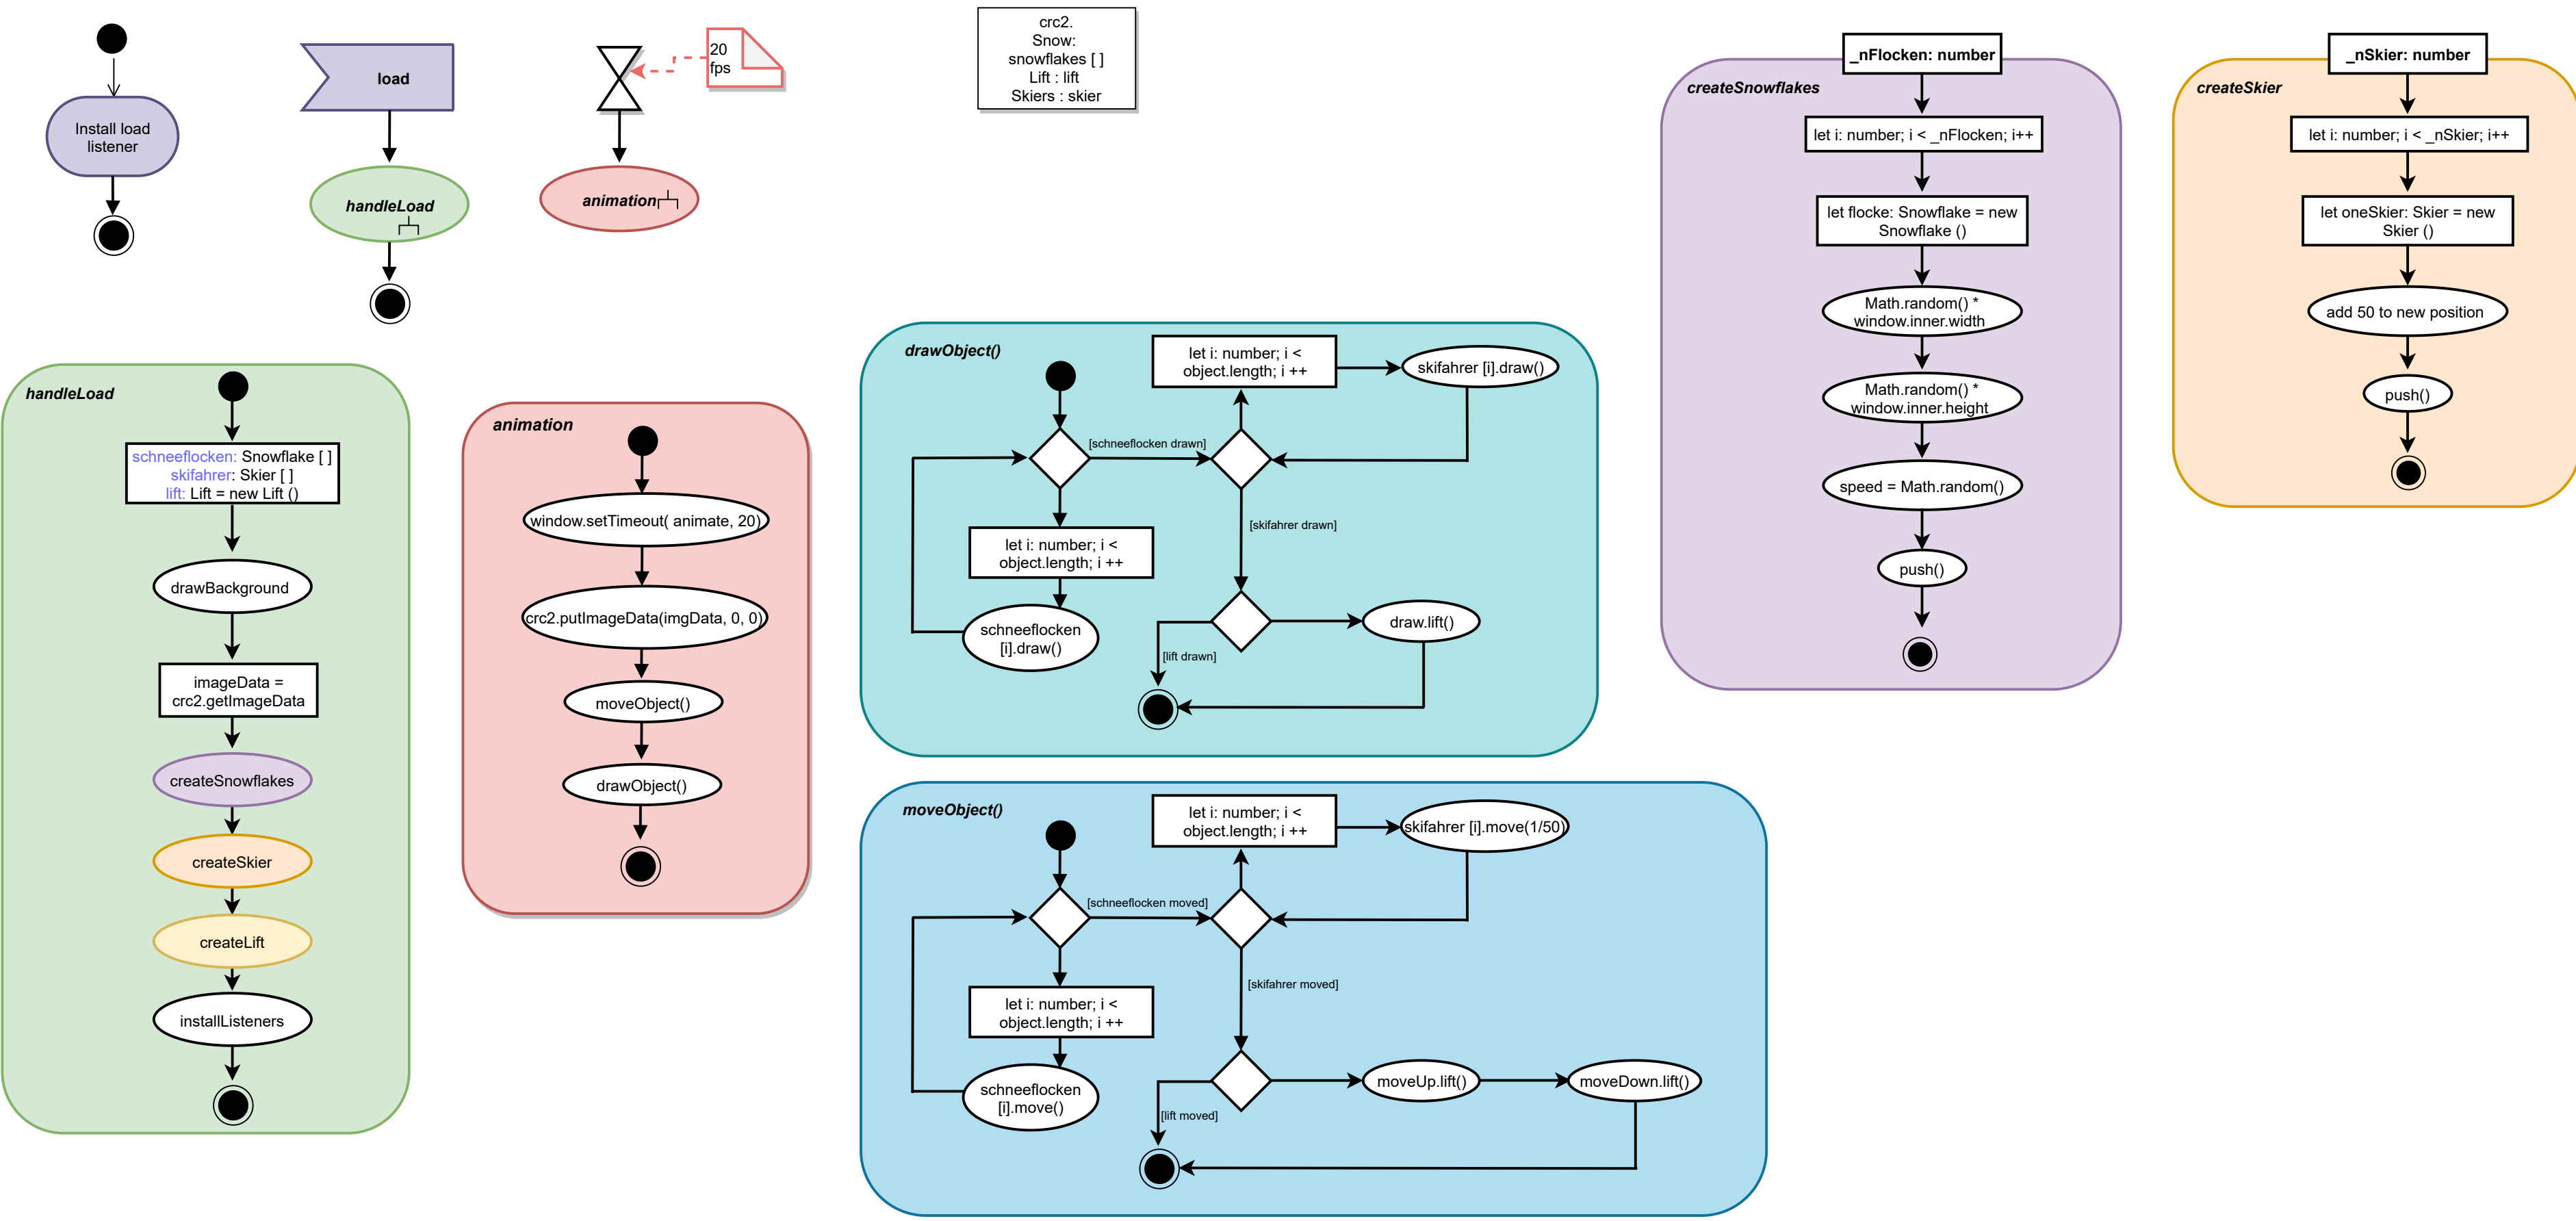 Install load
listener
load
handleLoad
20
fps
animation
crc2.
Snow:
snowflakes [ ]
Lift : lift
Skiers : skier
handleLoad
schneeflocken: Snowflake [ ]
skifahrer: Skier [ ]
lift: Lift = new Lift ()
drawBackground
imageData =
crc2.getImageData
createSnowflakes
createSkier
createLift
installListeners
animation
window.setTimeout( animate, 20)
crc2.putImageData(imgData, 0, 0)
moveObject()
drawObject()
drawObject()
let i: number; i <
object.length; i ++
skifahrer [i].draw()
[schneeflocken drawn]
[skifahrer drawn]
let i: number; i <
object.length; i ++
schneeflocken
[i].draw()
draw.lift()
[lift drawn]
moveObject()
let i: number; i <
object.length; i ++
skifahrer [i].move(1/50)
[schneeflocken moved]
[skifahrer moved]
let i: number; i <
object.length; i ++
schneeflocken
[i].move()
moveUp.lift()
moveDown.lift()
[lift moved]
_nFlocken: number
createSnowflakes
let i: number; i < _nFlocken; i++
let flocke: Snowflake = new
Snowflake ()
Math.random() *
window.inner.width
Math.random() *
window.inner.height
speed = Math.random()
push()
_nSkier: number
createSkier
let i: number; i < _nSkier; i++
let oneSkier: Skier = new
Skier ()
add 50 to new position
push()